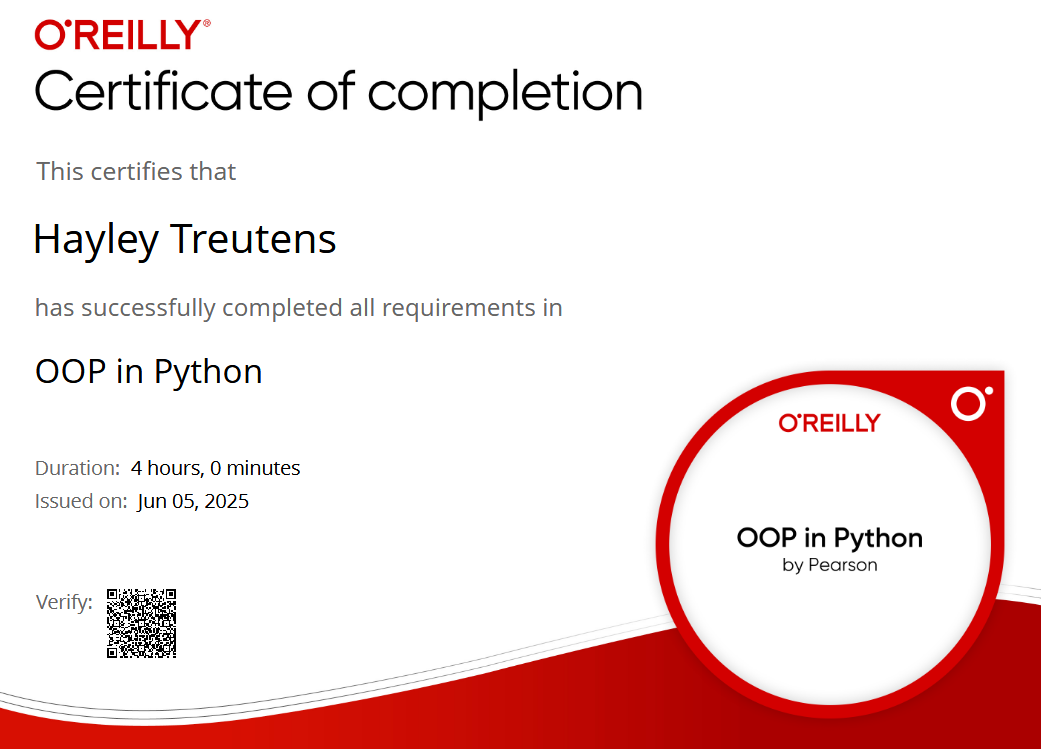 O'REILLY®
Certificate of completion
This certifies that
Hayley Treutens
has successfully completed all requirements in
OOP in Python
Duration: 4 hours, 0 minutes
Issued on: Jun 05, 2025
Verify:
O'REILLY
OOP in Python
by Pearson